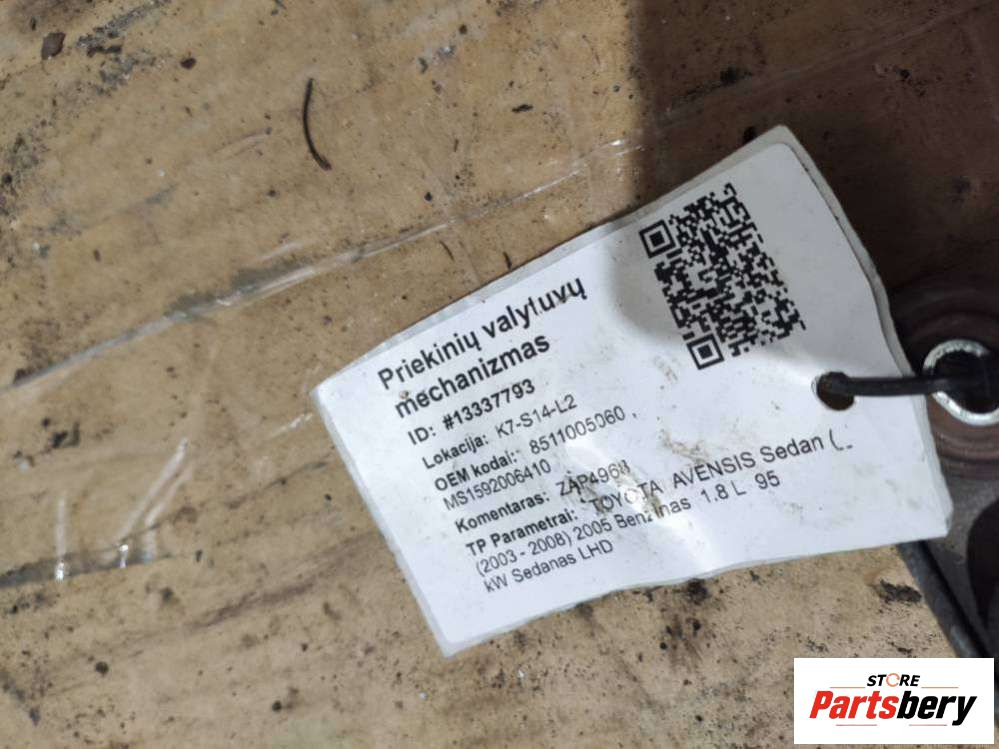 Priekinių valytuvų
mechanizmas
ID: #13337793
Lokacija: K7-S14-L2
OEM kodai: 8511005060 ,
MS1592006410
Komentaras:
TP Parametrai: TOYOTA AVENSIS Sedan (_
(2003 - 2008) 2005 Benzinas 1.8 L 95
kW Sedanas LHD
STORE
Partsbery